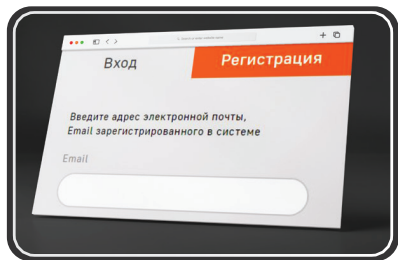 Вход
Регистрация
Введите адрес электронной почты,
Email зарегистрированного в системе
Email